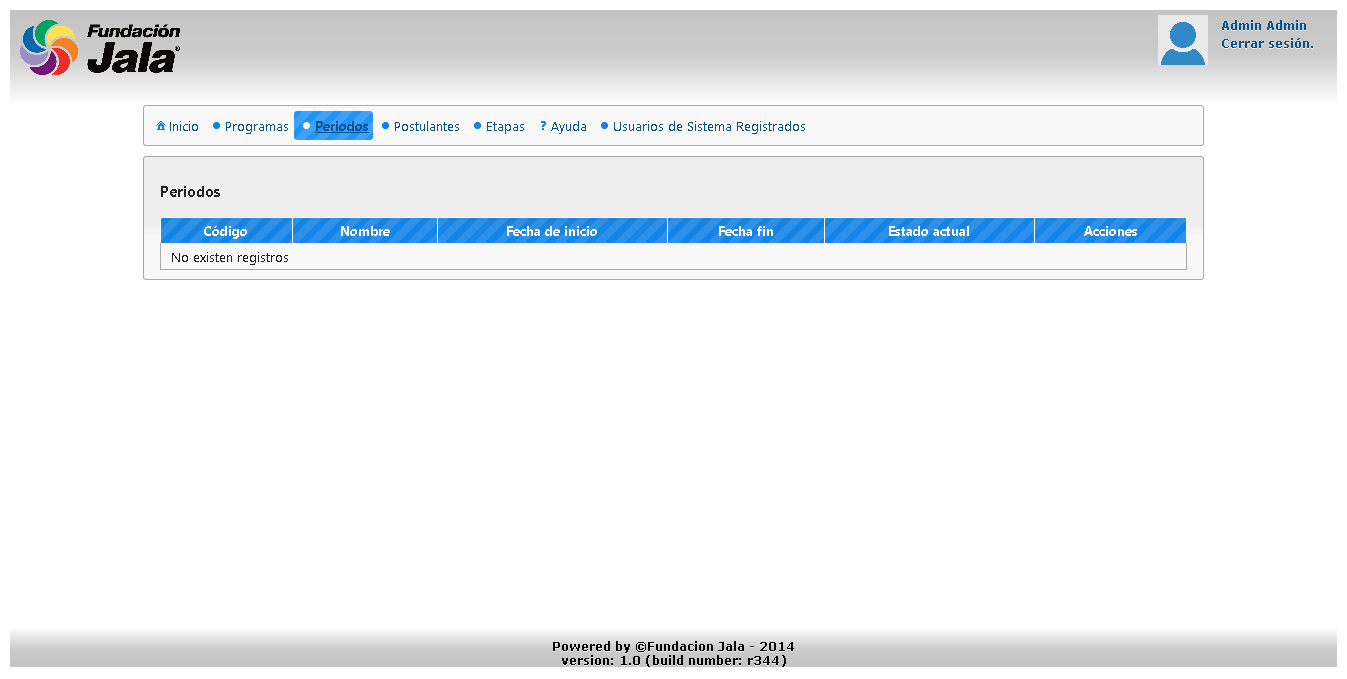 Fundación
Jala®
Admin Admin
Cerrar sesión.
Inicio Programas Periodos Postulantes Etapas ? Ayuda Usuarios de Sistema Registrados
Periodos
Código Nombre Fecha de inicio Fecha fin Estado actual Acciones
No existen registros
Powered by ©Fundacion Jala - 2014
version: 1.0 (build number: r344)